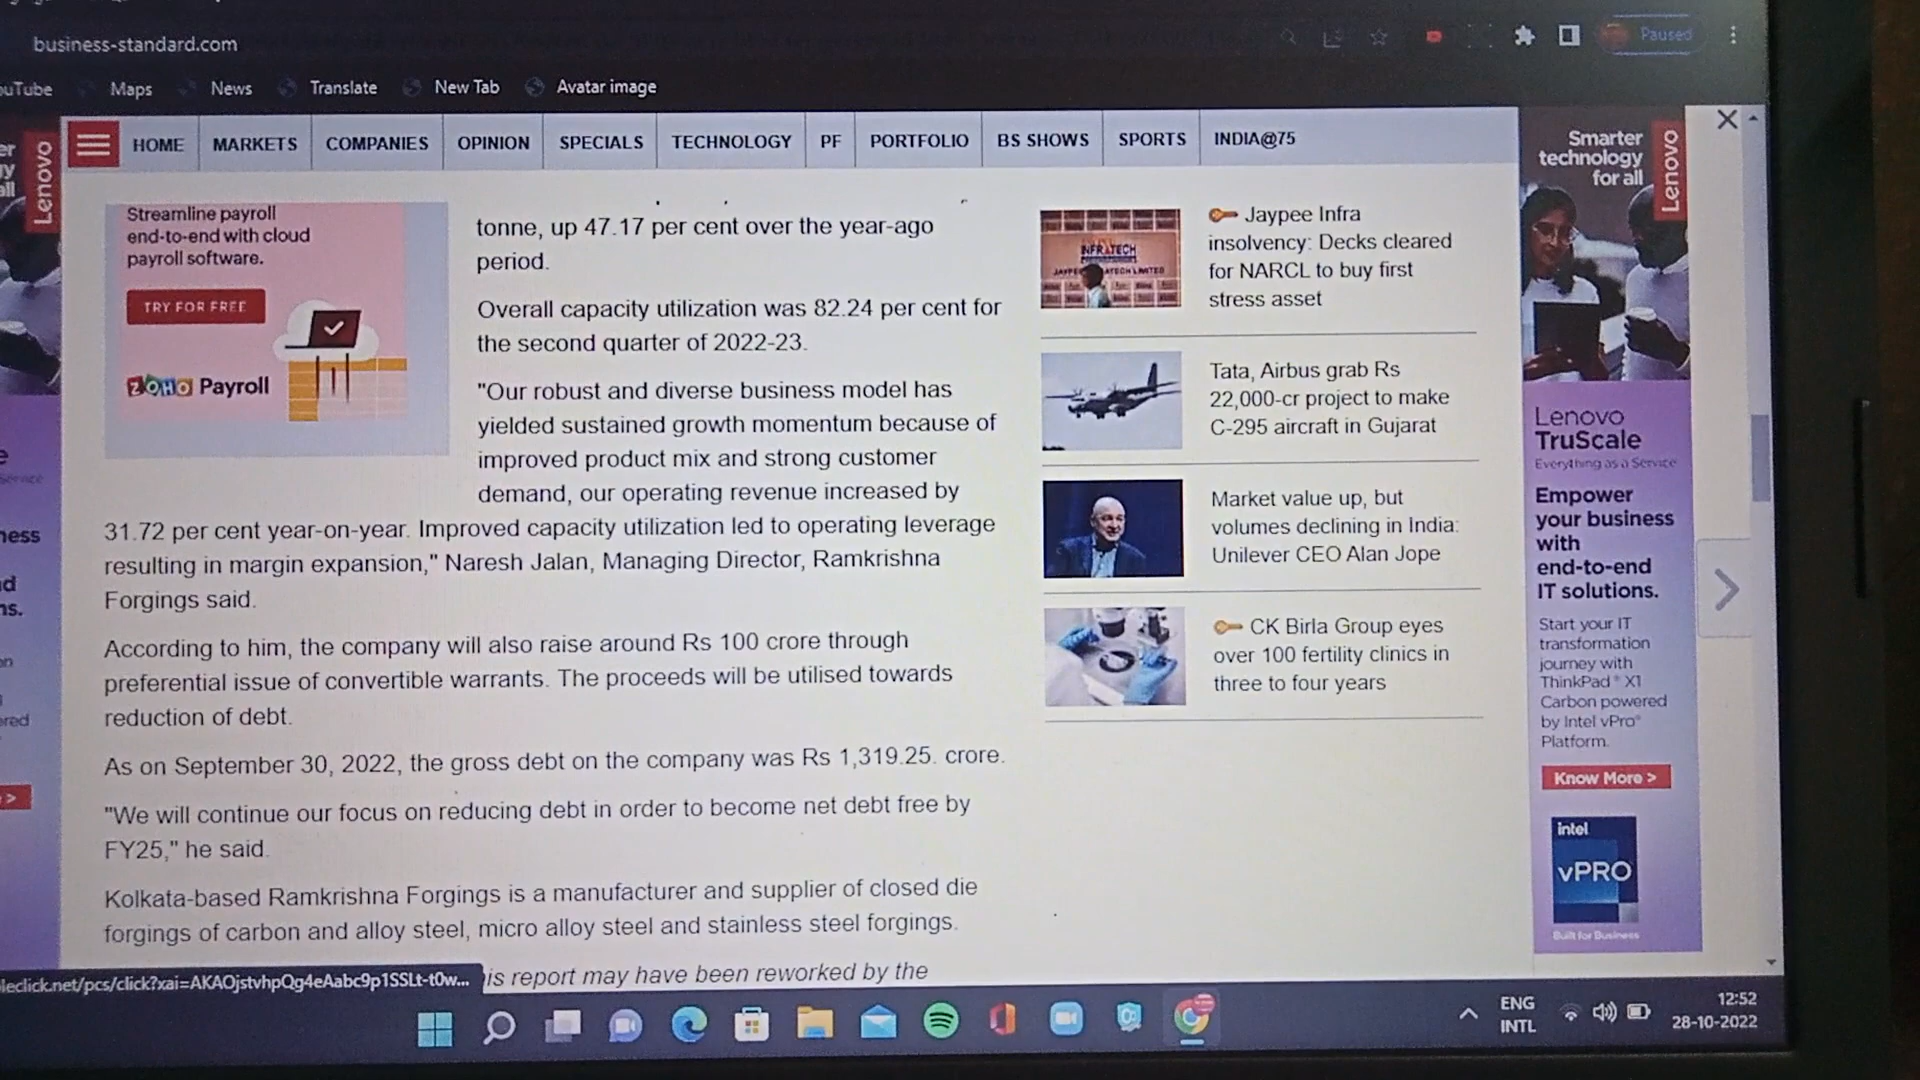 business-standard.com
Paused
ouTube
Maps
News
Translate
New Tab
Avatar image
HOME
MARKETS
COMPANIES
OPINION
SPECIALS
TECHNOLOGY
PF
PORTFOLIO
BS SHOWS
SPORTS
INDIA@75
Lenovo
Streamline payroll
end-to-end with cloud
payroll software.
TRY FOR FREE
ZOHO Payroll
tonne, up 47.17 per cent over the year-ago
period.
Overall capacity utilization was 82.24 per cent for
the second quarter of 2022-23.
"Our robust and diverse business model has
yielded sustained growth momentum because of
improved product mix and strong customer
demand, our operating revenue increased by
31.72 per cent year-on-year. Improved capacity utilization led to operating leverage
resulting in margin expansion," Naresh Jalan, Managing Director, Ramkrishna
Forgings said.
According to him, the company will also raise around Rs 100 crore through
preferential issue of convertible warrants. The proceeds will be utilised towards
reduction of debt.
As on September 30, 2022, the gross debt on the company was Rs 1,319.25. crore.
"We will continue our focus on reducing debt in order to become net debt free by
FY25," he said.
Kolkata-based Ramkrishna Forgings is a manufacturer and supplier of closed die
forgings of carbon and alloy steel, micro alloy steel and stainless steel forgings.
is report may have been reworked by the
leclick.net/pcs/click?xai=AKAOjstvhpQg4eAabc9p1SSLt-t0w...
INFRATECH
Jaypee Infra
insolvency: Decks cleared
for NARCL to buy first
stress asset
Tata, Airbus grab Rs
22,000-cr project to make
C-295 aircraft in Gujarat
Market value up, but
volumes declining in India:
Unilever CEO Alan Jope
CK Birla Group eyes
over 100 fertility clinics in
three to four years
Smarter
technology
for all
Lenovo
Lenovo
TruScale
Everything as a Service
Empower
your business
with
end-to-end
IT solutions.
Start your IT
transformation
journey with
ThinkPad® X1
Carbon powered
by Intel vPro®
Platform.
Know More >
intel
vPRO
Built for Business
ENG
INTL
12:52
28-10-2022